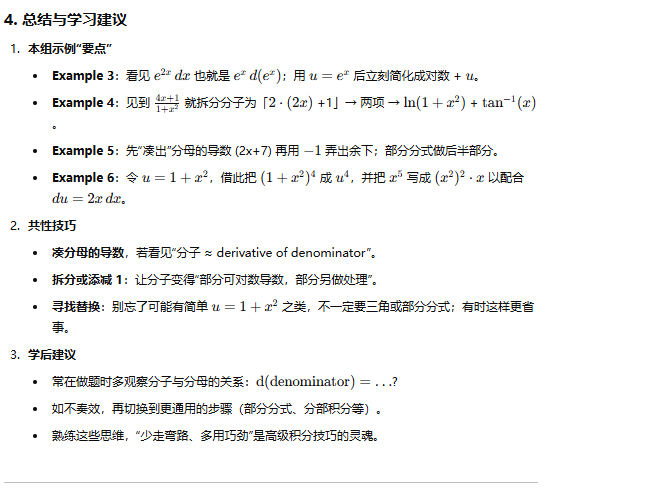 4. 总结与学习建议
1. 本组示例“要点”
• Example 3：看见 e^{2x} dx 也就是 e^x d(e^x)；用 u = e^x 后立刻简化成对数 + u。
• Example 4：见到 \frac{4x+1}{1+x^2} 就拆分分子为「2 · (2x) +1」→ 两项 → ln(1 + x^2) + tan^{-1}(x)
。
• Example 5：先“凑出”分母的导数 (2x+7) 再用 −1 弄出余下；部分分式做后半部分。
• Example 6：令 u = 1 + x^2，借此把 (1 + x^2)^4 成 u^4，并把 x^5 写成 (x^2)^2 · x 以配合
du = 2x dx。
2. 共性技巧
• 凑分母的导数，若看见“分子 ≈ derivative of denominator”。
• 拆分或添减 1：让分子变得“部分可对数导数，部分另做处理”。
• 寻找替换：别忘了可能有简单 u = 1 + x^2 之类，不一定要三角或部分分式；有时这样更省
事。
3. 学后建议
• 常在做题时多观察分子与分母的关系：d(denominator) = …?
• 如不奏效，再切换到更通用的步骤（部分分式、分部积分等）。
• 熟练这些思维，“少走弯路、多用巧劲”是高级积分技巧的灵魂。